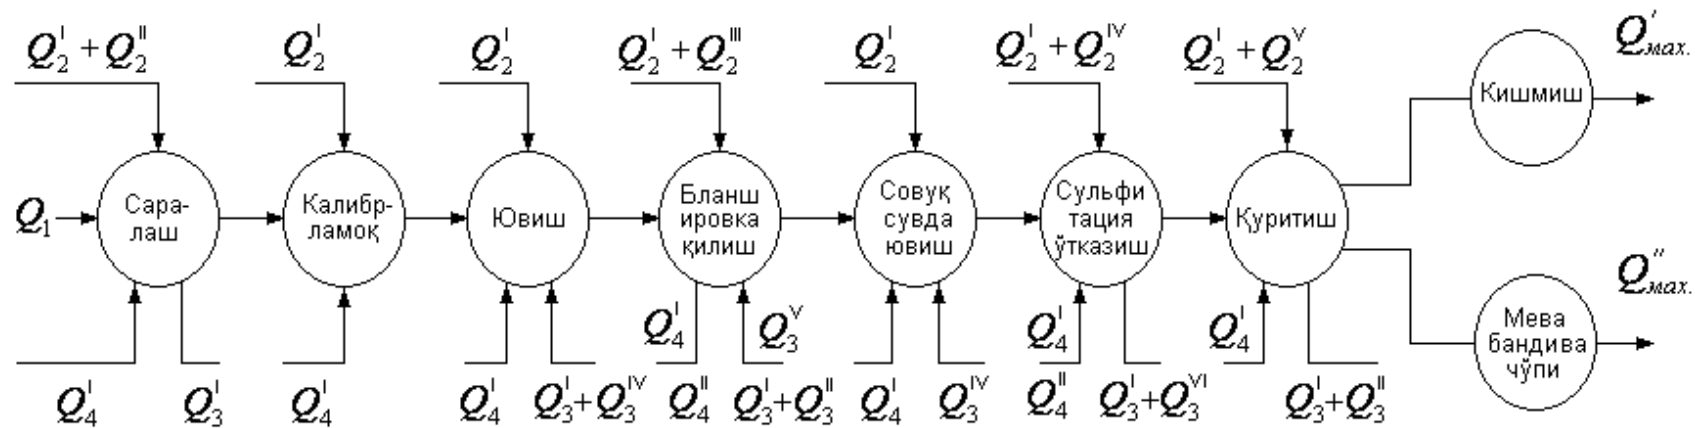 Q₂ᴵ + Q₂ᴵᴵ
Q₂ᴵ
Q₂ᴵ
Q₂ᴵ + Q₂ᴵᴵᴵ
Q₂ᴵ
Q₂ᴵ + Q₂ᴵⱽ
Q₂ᴵ + Q₂ⱽ
Q₁
Сара-
лаш
Калибр-
ламоқ
Ювиш
Бланш
ировка
қилиш
Совуқ
сувда
ювиш
Сульфи
тация
ўтказиш
Қуритиш
Кишмиш
Q′мах.
Мева
бандива
чўпи
Q″мах.
Q₄ᴵ
Q₃ᴵ
Q₄ᴵ
Q₄ᴵ
Q₃ᴵ+Q₃ᴵⱽ
Q₄ᴵ
Q₄ᴵᴵ
Q₃ⱽ
Q₃ᴵ+Q₃ᴵᴵ
Q₄ᴵ
Q₃ᴵⱽ
Q₄ᴵ
Q₄ᴵᴵ
Q₃ᴵ+Q₃ⱽᴵ
Q₄ᴵ
Q₃ᴵ+Q₃ᴵᴵ